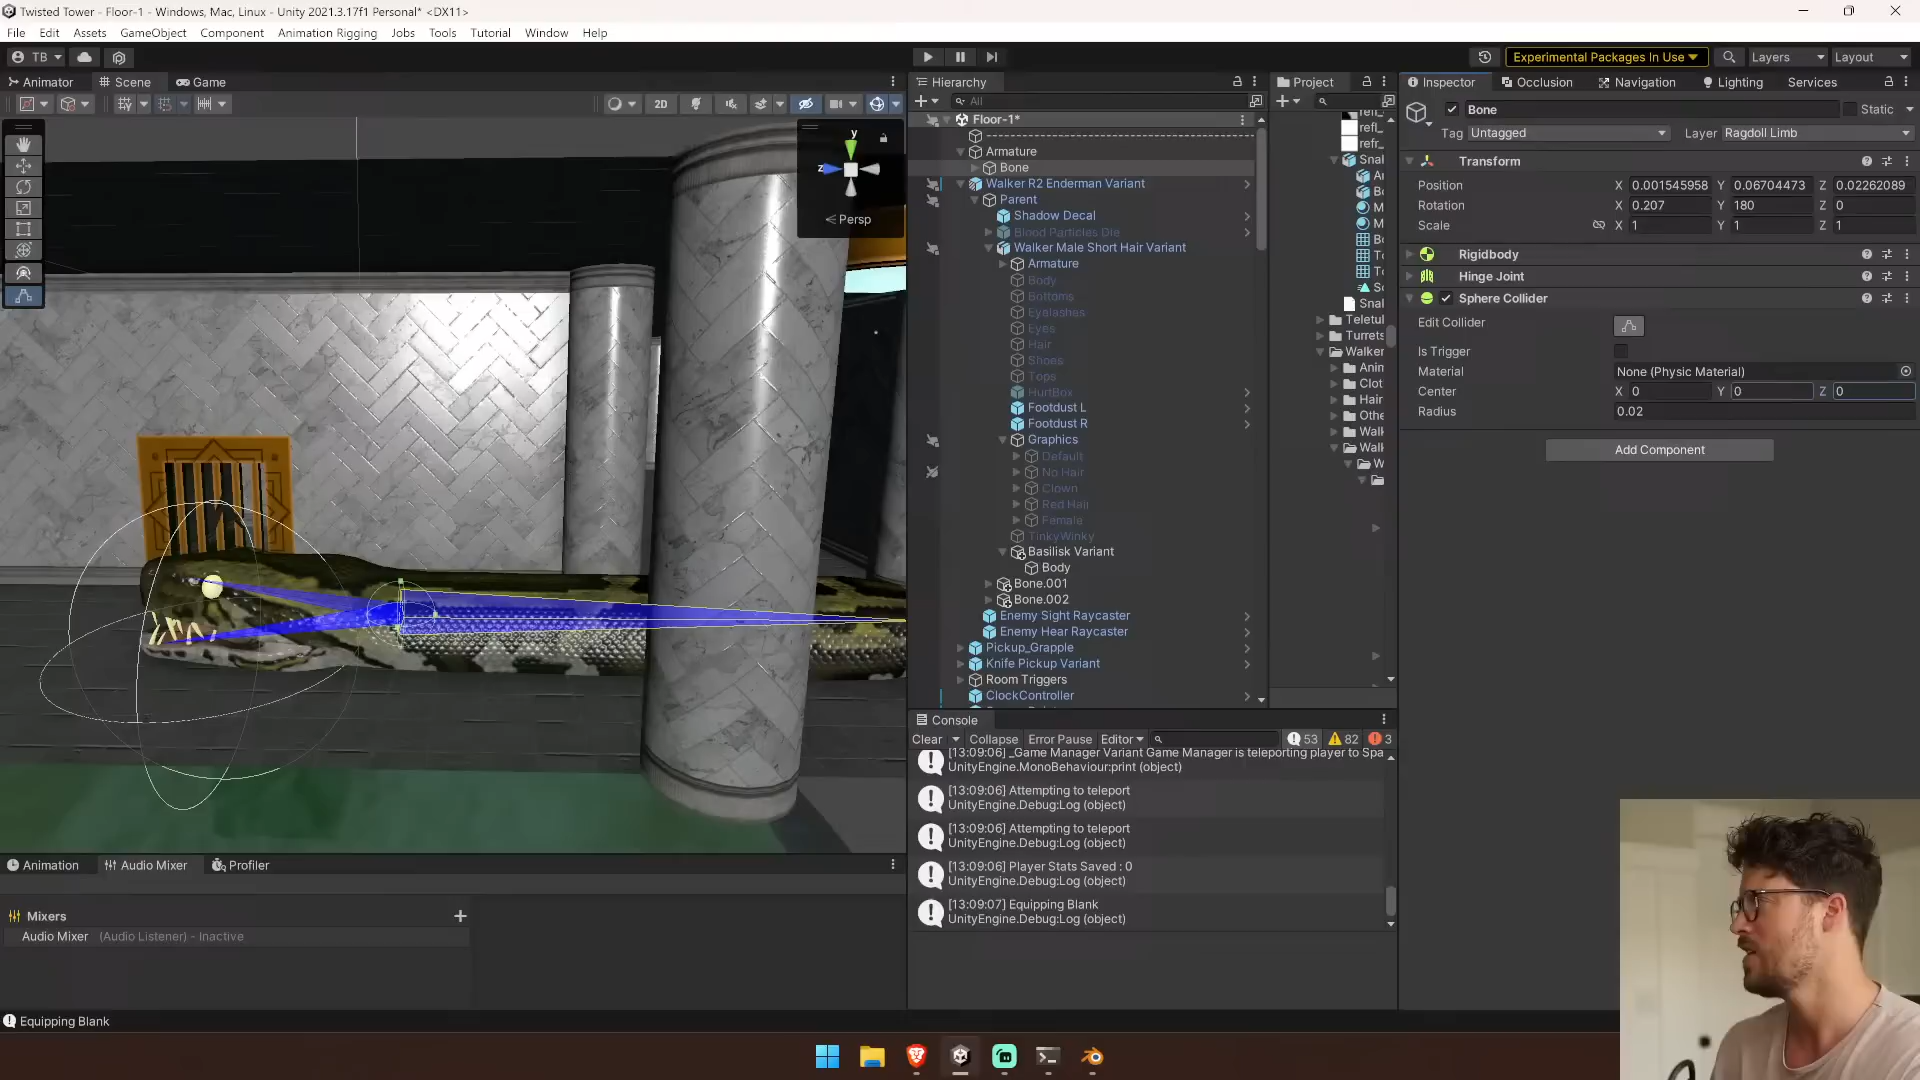 Twisted Tower - Floor-1 - Windows, Mac, Linux - Unity 2021.3.17f1 Personal* <DX11>
File Edit Assets GameObject Component Animation Rigging Jobs Tools Tutorial Window Help
TB
Experimental Packages In Use
Layers
Layout
Animator
Scene
Game
2D
y
z
Persp
Hierarchy
All
Floor-1*
Armature
Bone
Walker R2 Enderman Variant
Parent
Shadow Decal
Blood Particles Die
Walker Male Short Hair Variant
Armature
Body
Bottoms
Eyelashes
Eyes
Hair
Shoes
Tops
HurtBox
Footdust L
Footdust R
Graphics
Default
No Hair
Clown
Red Hair
Female
TinkyWinky
Basilisk Variant
Body
Bone.001
Bone.002
Enemy Sight Raycaster
Enemy Hear Raycaster
Pickup_Grapple
Knife Pickup Variant
Room Triggers
ClockController
Project
refl_
refr_
Snal
Ar
Bo
M
M
Bo
To
To
Sc
Snal
Teletul
Turrets
Walker
Anin
Clot
Hair
Othe
Walk
Walk
W
Inspector
Occlusion
Navigation
Lighting
Services
Bone
Static
Tag Untagged
Layer Ragdoll Limb
Transform
Position X 0.001545958 Y 0.06704473 Z 0.02262089
Rotation X 0.207 Y 180 Z 0
Scale X 1 Y 1 Z 1
Rigidbody
Hinge Joint
Sphere Collider
Edit Collider
Is Trigger
Material None (Physic Material)
Center X 0 Y 0 Z 0
Radius 0.02
Add Component
Console
Clear Collapse Error Pause Editor 53 82 3
[13:09:06] _Game Manager Variant Game Manager is teleporting player to Spa
UnityEngine.MonoBehaviour:print (object)
[13:09:06] Attempting to teleport
UnityEngine.Debug:Log (object)
[13:09:06] Attempting to teleport
UnityEngine.Debug:Log (object)
[13:09:06] Player Stats Saved : 0
UnityEngine.Debug:Log (object)
[13:09:07] Equipping Blank
UnityEngine.Debug:Log (object)
Animation
Audio Mixer
Profiler
Mixers
Audio Mixer (Audio Listener) - Inactive
Equipping Blank